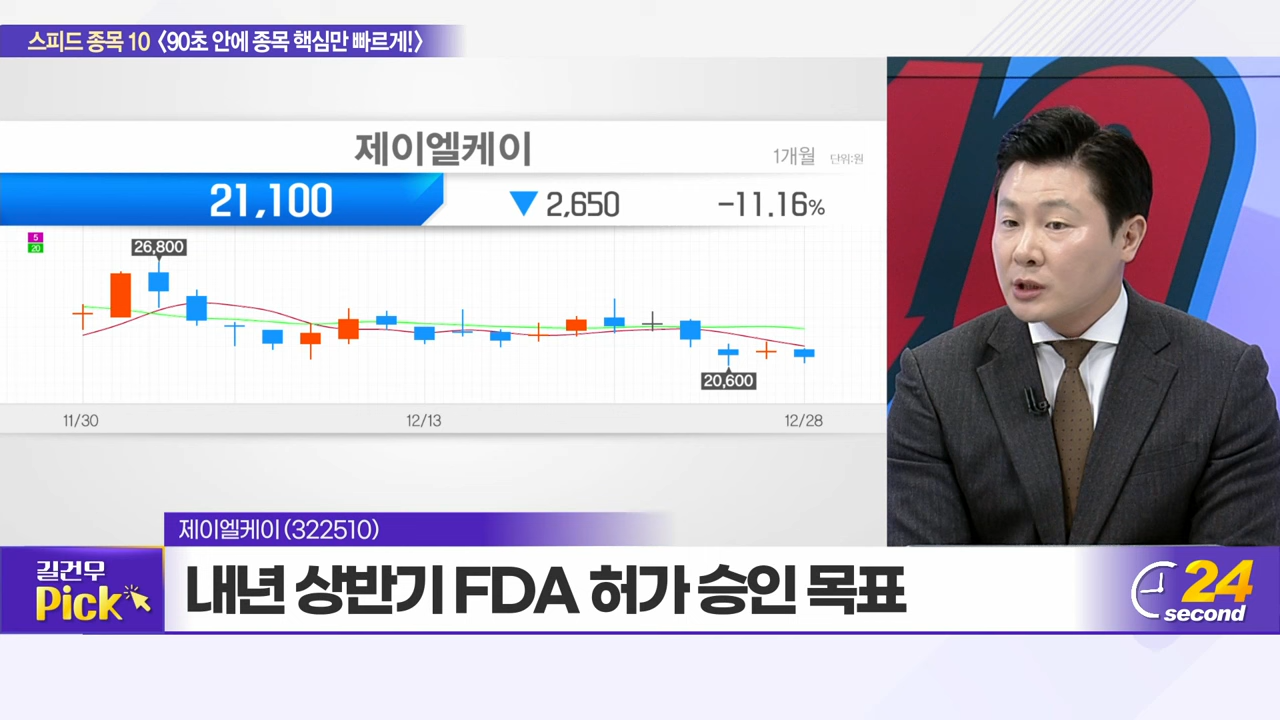 스피드 종목 10 <90초 안에 종목 핵심만 빠르게!>
제이엘케이
1개월 단위:원
21,100 ▼ 2,650 -11.16%
5
20
26,800
20,600
11/30 12/13 12/28
제이엘케이 (322510)
길건무
Pick
내년 상반기 FDA 허가 승인 목표
24
second